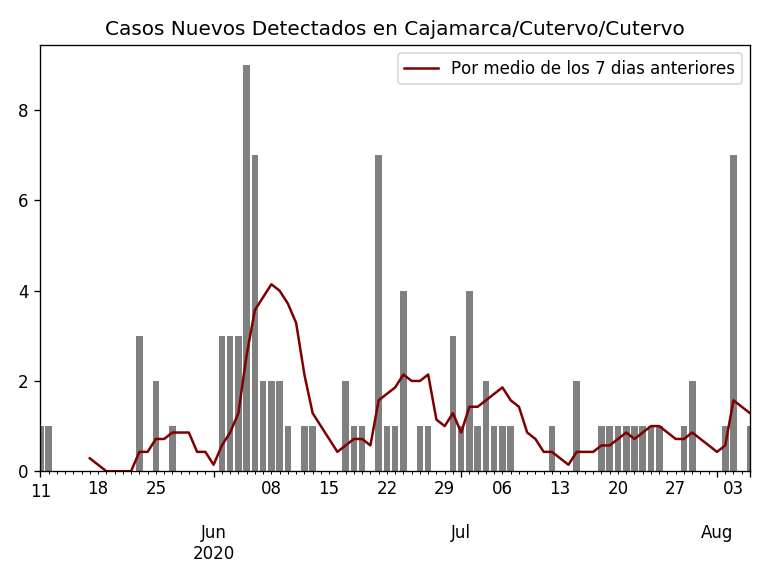 Casos Nuevos Detectados en Cajamarca/Cutervo/Cutervo
Por medio de los 7 dias anteriores
8
6
4
2
0
11 18 25 08 15 22 29 06 13 20 27 03
Jun Jul Aug
2020